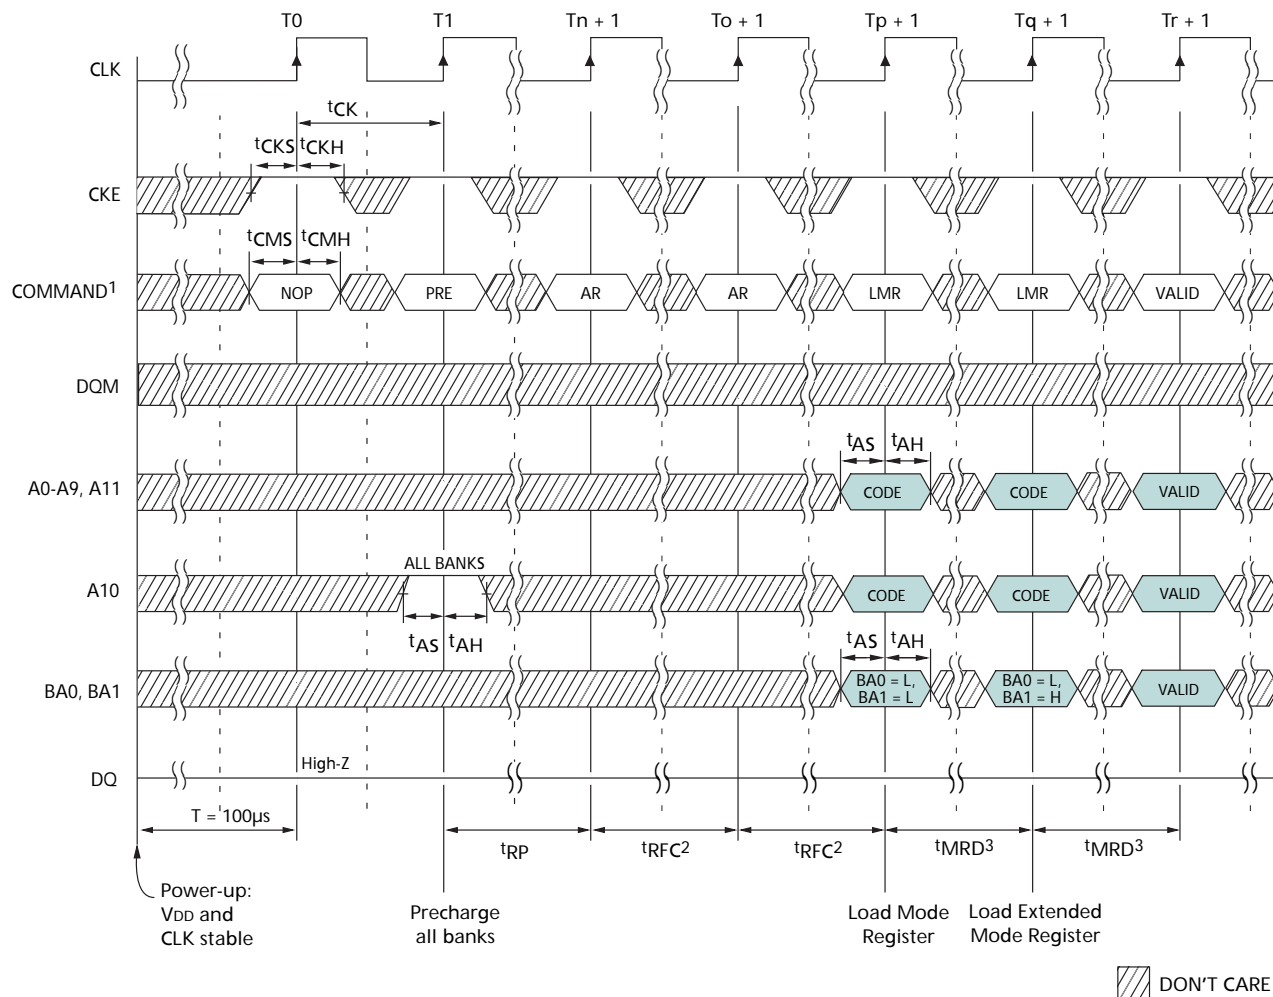 T0 T1 Tn + 1 To + 1 Tp + 1 Tq + 1 Tr + 1
CLK
tCK
tCKS tCKH
CKE
tCMS tCMH
COMMAND1 NOP PRE AR AR LMR LMR VALID
DQM
tAS tAH
A0-A9, A11 CODE CODE VALID
ALL BANKS
A10 CODE CODE VALID
tAS tAH tAS tAH
BA0, BA1 BA0 = L, BA1 = L BA0 = L, BA1 = H VALID
High-Z
DQ
T = 100µs
tRP tRFC2 tRFC2 tMRD3 tMRD3
Power-up:
VDD and
CLK stable
Precharge
all banks
Load Mode
Register
Load Extended
Mode Register
DON'T CARE